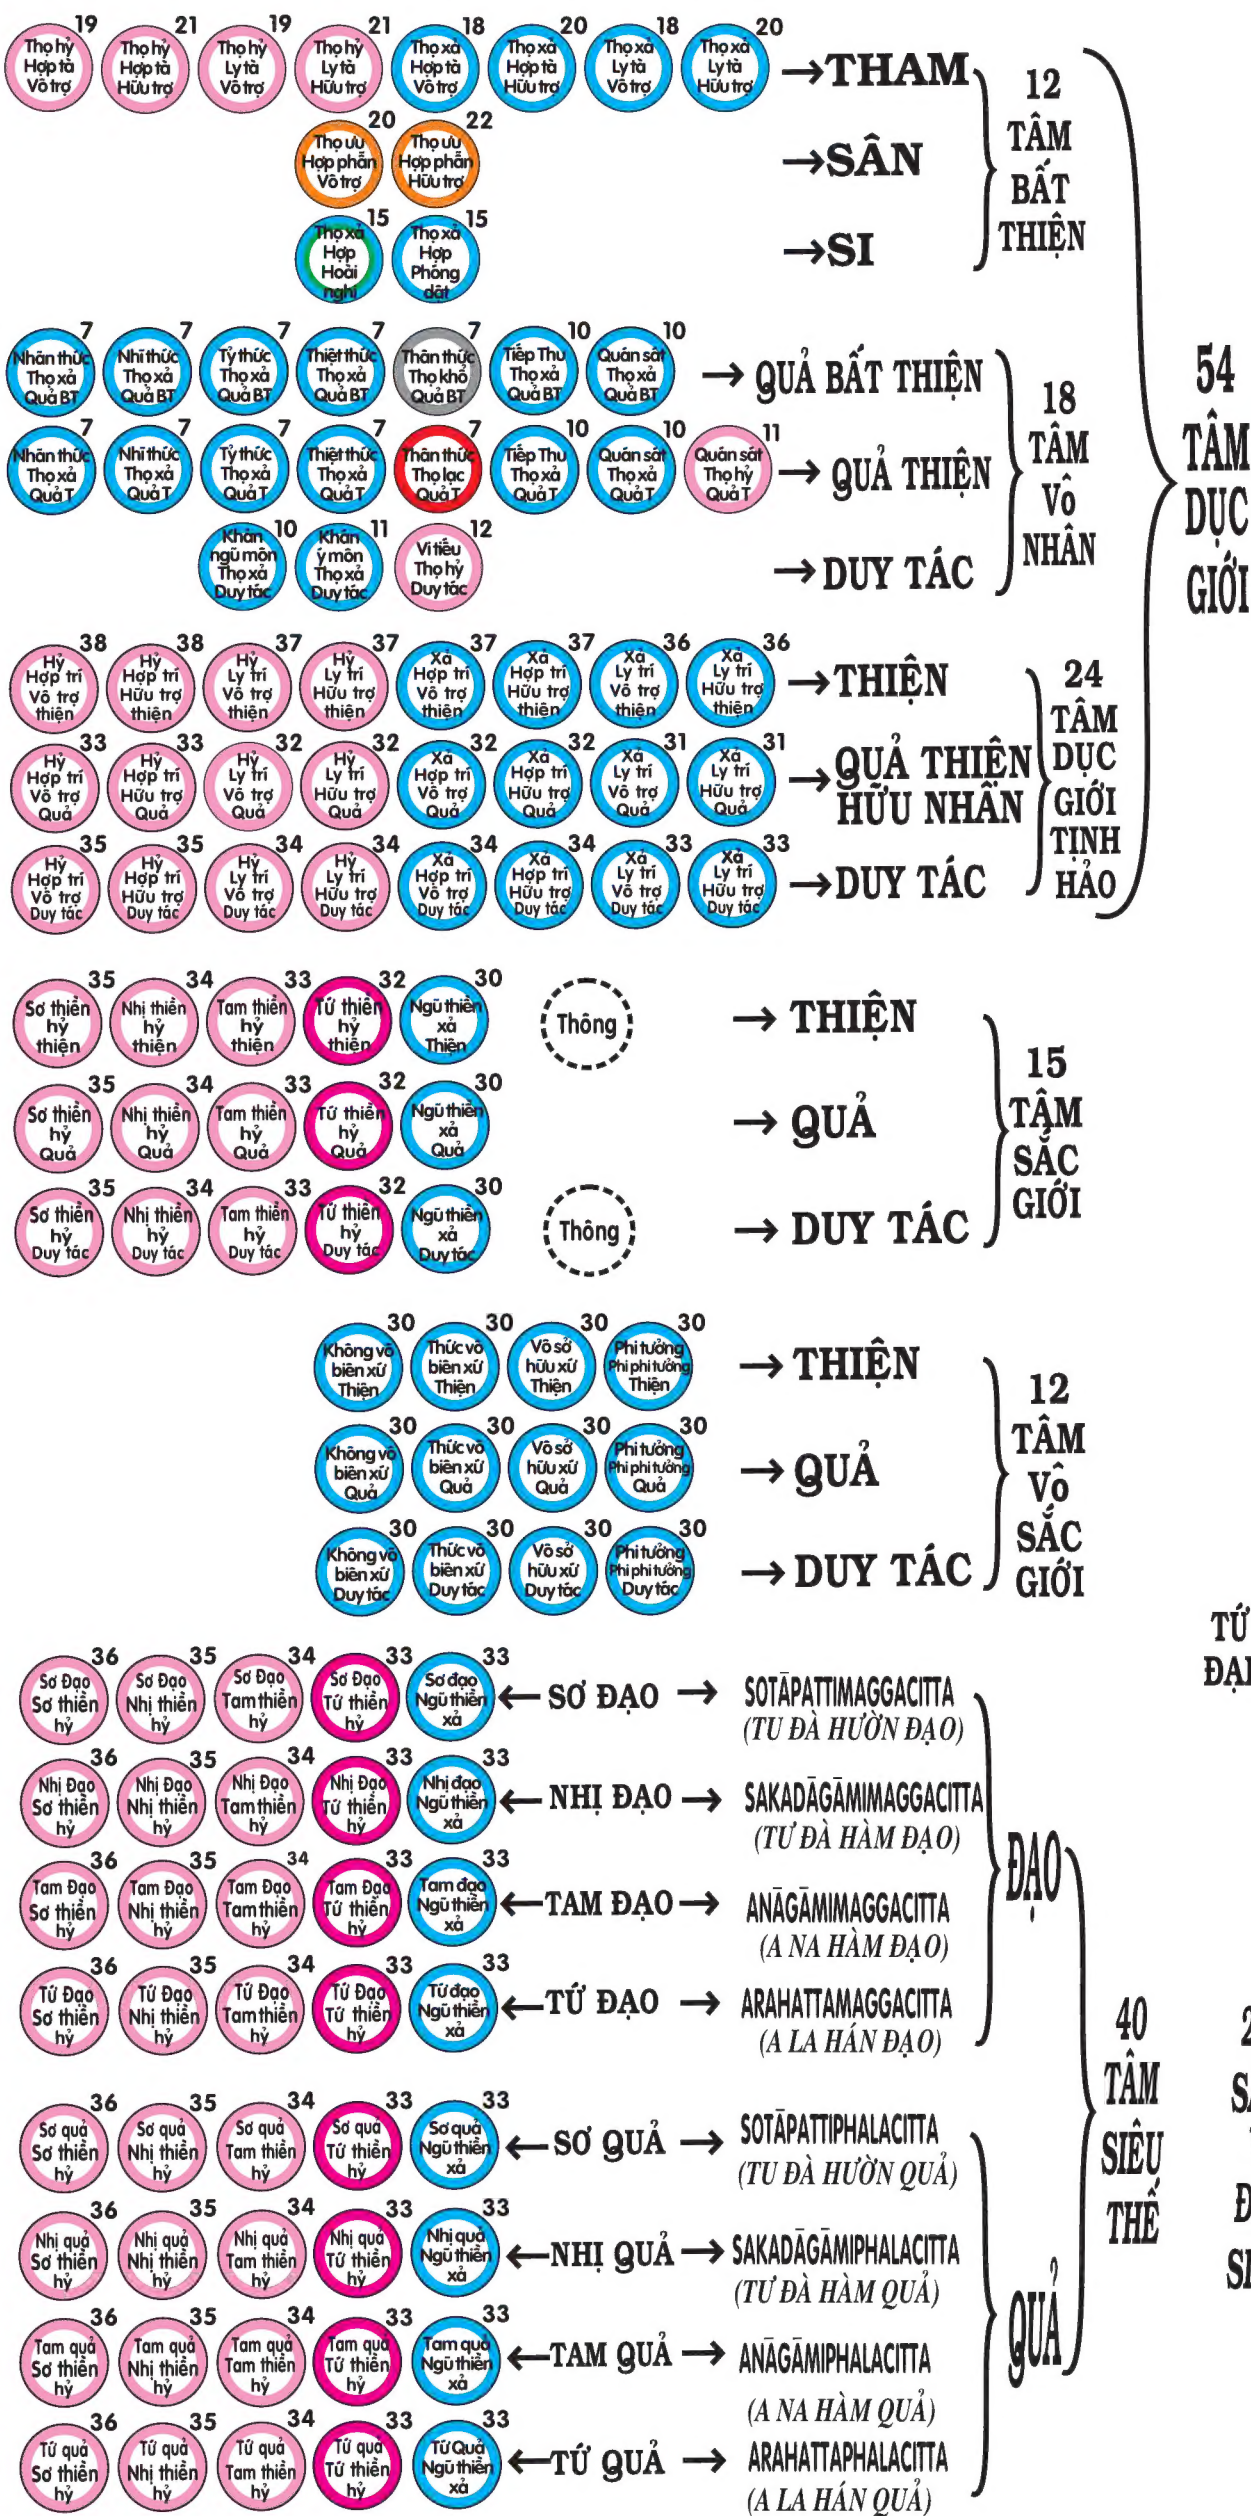 19 21 19 21 18 20 18 20
Thọ hỷ Thọ hỷ Thọ hỷ Thọ hỷ Thọ xả Thọ xả Thọ xả Thọ xả
Hợp tà Hợp tà Ly tà Ly tà Hợp tà Hợp tà Ly tà Ly tà
Vô trợ Hữu trợ Vô trợ Hữu trợ Vô trợ Hữu trợ Vô trợ Hữu trợ
→ THAM
20 22
Thọ ưu Thọ ưu
Hợp phẫn Hợp phẫn
Vô trợ Hữu trợ
→ SÂN
15 15
Thọ xả Thọ xả
Hợp Hợp
Hoài Phóng
nghi dật
→ SI
12
TÂM
BẤT
THIỆN
7 7 7 7 7 10 10
Nhãn thức Nhĩ thức Tỷ thức Thiệt thức Thân thức Tiếp Thu Quán sát
Thọ xả Thọ xả Thọ xả Thọ xả Thọ khổ Thọ xả Thọ xả
Quả BT Quả BT Quả BT Quả BT Quả BT Quả BT Quả BT
→ QUẢ BẤT THIỆN
7 7 7 7 7 10 10 11
Nhãn thức Nhĩ thức Tỷ thức Thiệt thức Thân thức Tiếp Thu Quán sát Quán sát
Thọ xả Thọ xả Thọ xả Thọ xả Thọ lạc Thọ xả Thọ xả Thọ hỷ
Quả T Quả T Quả T Quả T Quả T Quả T Quả T Quả T
→ QUẢ THIỆN
10 11 12
Khán Khán Vi tiếu
ngũ môn ý môn Thọ hỷ
Thọ xả Thọ xả Duy tác
Duy tác Duy tác
→ DUY TÁC
18
TÂM
Vô
NHÂN
38 38 37 37 37 37 36 36
Hỷ Hỷ Hỷ Hỷ Xả Xả Xả Xả
Hợp trí Hợp trí Ly trí Ly trí Hợp trí Hợp trí Ly trí Ly trí
Vô trợ Hữu trợ Vô trợ Hữu trợ Vô trợ Hữu trợ Vô trợ Hữu trợ
thiện thiện thiện thiện thiện thiện thiện thiện
→ THIỆN
33 33 32 32 32 32 31 31
Hỷ Hỷ Hỷ Hỷ Xả Xả Xả Xả
Hợp trí Hợp trí Ly trí Ly trí Hợp trí Hợp trí Ly trí Ly trí
Vô trợ Hữu trợ Vô trợ Hữu trợ Vô trợ Hữu trợ Vô trợ Hữu trợ
Quả Quả Quả Quả Quả Quả Quả Quả
→ QUẢ THIỆN
HỮU NHÂN
35 35 34 34 34 34 33 33
Hỷ Hỷ Hỷ Hỷ Xả Xả Xả Xả
Hợp trí Hợp trí Ly trí Ly trí Hợp trí Hợp trí Ly trí Ly trí
Vô trợ Hữu trợ Vô trợ Hữu trợ Vô trợ Hữu trợ Vô trợ Hữu trợ
Duy tác Duy tác Duy tác Duy tác Duy tác Duy tác Duy tác Duy tác
→ DUY TÁC
24
TÂM
DỤC
GIỚI
TỊNH
HẢO
54
TÂM
DỤC
GIỚI
35 34 33 32 30
Sơ thiền Nhị thiền Tam thiền Tứ thiền Ngũ thiền
hỷ hỷ hỷ hỷ xả
thiện thiện thiện thiện Thiện
Thông
→ THIỆN
35 34 33 32 30
Sơ thiền Nhị thiền Tam thiền Tứ thiền Ngũ thiền
hỷ hỷ hỷ hỷ xả
Quả Quả Quả Quả Quả
→ QUẢ
35 34 33 32 30
Sơ thiền Nhị thiền Tam thiền Tứ thiền Ngũ thiền
hỷ hỷ hỷ hỷ xả
Duy tác Duy tác Duy tác Duy tác Duy tác
Thông
→ DUY TÁC
15
TÂM
SẮC
GIỚI
30 30 30 30
Không vô Thức vô Vô sở Phi tưởng
biên xứ biên xứ hữu xứ Phi phi tưởng
Thiện Thiện Thiện Thiện
→ THIỆN
30 30 30 30
Không vô Thức vô Vô sở Phi tưởng
biên xứ biên xứ hữu xứ Phi phi tưởng
Quả Quả Quả Quả
→ QUẢ
30 30 30 30
Không vô Thức vô Vô sở Phi tưởng
biên xứ biên xứ hữu xứ Phi phi tưởng
Duy tác Duy tác Duy tác Duy tác
→ DUY TÁC
12
TÂM
Vô
SẮC
GIỚI
TỨ
36 35 34 33 33
Sơ Đạo Sơ Đạo Sơ Đạo Sơ Đạo Sơ đạo
Sơ thiền Nhị thiền Tam thiền Tứ thiền Ngũ thiền
hỷ hỷ hỷ hỷ xả
← SƠ ĐẠO → SOTĀPATTIMAGGACITTA
(TU ĐÀ HƯỜN ĐẠO)
36 35 34 33 33
Nhị Đạo Nhị Đạo Nhị Đạo Nhị Đạo Nhị đạo
Sơ thiền Nhị thiền Tam thiền Tứ thiền Ngũ thiền
hỷ hỷ hỷ hỷ xả
← NHỊ ĐẠO → SAKADĀGĀMIMAGGACITTA
(TƯ ĐÀ HÀM ĐẠO)
36 35 34 33 33
Tam Đạo Tam Đạo Tam Đạo Tam Đạo Tam đạo
Sơ thiền Nhị thiền Tam thiền Tứ thiền Ngũ thiền
hỷ hỷ hỷ hỷ xả
← TAM ĐẠO → ANĀGĀMIMAGGACITTA
(A NA HÀM ĐẠO)
36 35 34 33 33
Tứ Đạo Tứ Đạo Tứ Đạo Tứ Đạo Tứ đạo
Sơ thiền Nhị thiền Tam thiền Tứ thiền Ngũ thiền
hỷ hỷ hỷ hỷ xả
← TỨ ĐẠO → ARAHATTAMAGGACITTA
(A LA HÁN ĐẠO)
ĐẠO
36 35 34 33 33
Sơ quả Sơ quả Sơ quả Sơ quả Sơ quả
Sơ thiền Nhị thiền Tam thiền Tứ thiền Ngũ thiền
hỷ hỷ hỷ hỷ xả
← SƠ QUẢ → SOTĀPATTIPHALACITTA
(TU ĐÀ HƯỜN QUẢ)
36 35 34 33 33
Nhị quả Nhị quả Nhị quả Nhị quả Nhị quả
Sơ thiền Nhị thiền Tam thiền Tứ thiền Ngũ thiền
hỷ hỷ hỷ hỷ xả
← NHỊ QUẢ → SAKADĀGĀMIPHALACITTA
(TƯ ĐÀ HÀM QUẢ)
36 35 34 33 33
Tam quả Tam quả Tam quả Tam quả Tam quả
Sơ thiền Nhị thiền Tam thiền Tứ thiền Ngũ thiền
hỷ hỷ hỷ hỷ xả
← TAM QUẢ → ANĀGĀMIPHALACITTA
(A NA HÀM QUẢ)
36 35 34 33 33
Tứ quả Tứ quả Tứ quả Tứ quả Tứ Quả
Sơ thiền Nhị thiền Tam thiền Tứ thiền Ngũ thiền
hỷ hỷ hỷ hỷ xả
← TỨ QUẢ → ARAHATTAPHALACITTA
(A LA HÁN QUẢ)
QUẢ
40
TÂM
SIÊU
THẾ